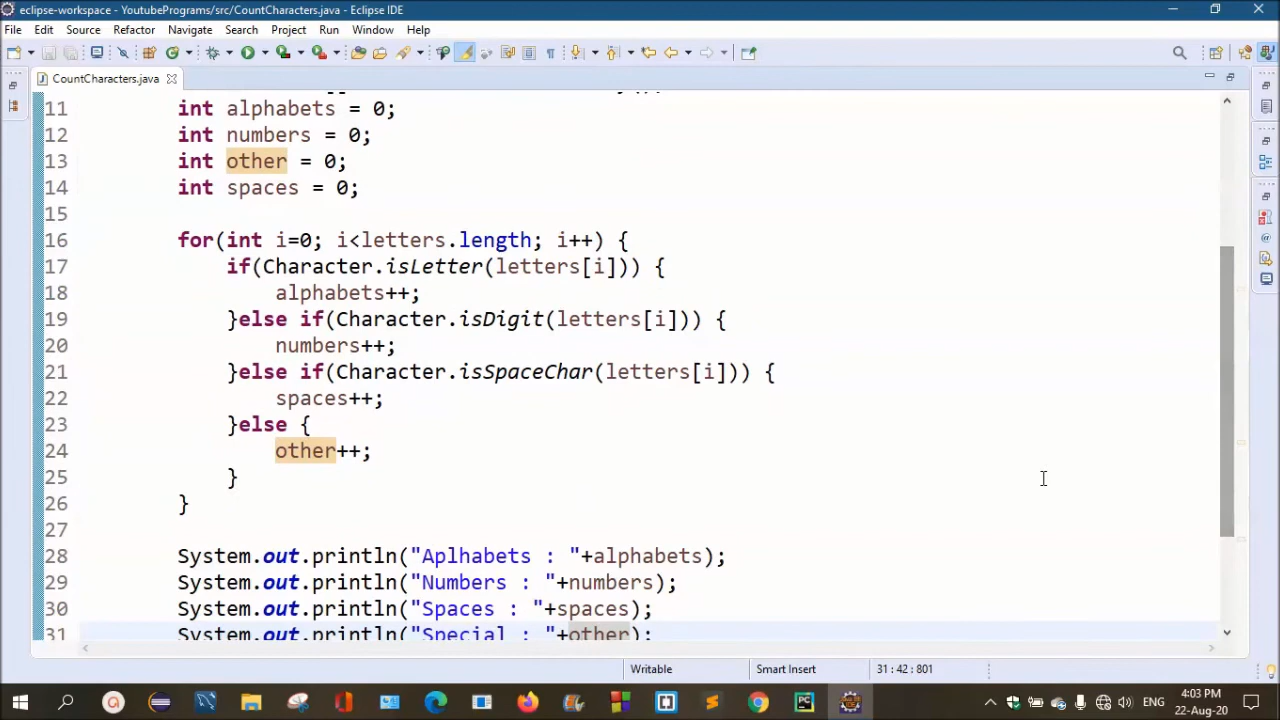 eclipse-workspace - YoutubePrograms/src/CountCharacters.java - Eclipse IDE
File Edit Source Refactor Navigate Search Project Run Window Help
CountCharacters.java
11 int alphabets = 0;
12 int numbers = 0;
13 int other = 0;
14 int spaces = 0;
15
16 for(int i=0; i<letters.length; i++) {
17 if(Character.isLetter(letters[i])) {
18 alphabets++;
19 }else if(Character.isDigit(letters[i])) {
20 numbers++;
21 }else if(Character.isSpaceChar(letters[i])) {
22 spaces++;
23 }else {
24 other++;
25 }
26 }
27
28 System.out.println("Aplhabets : "+alphabets);
29 System.out.println("Numbers : "+numbers);
30 System.out.println("Spaces : "+spaces);
31 System.out.println("Special : "+other);
Writable Smart Insert 31 : 42 : 801
ENG
4:03 PM
22-Aug-20